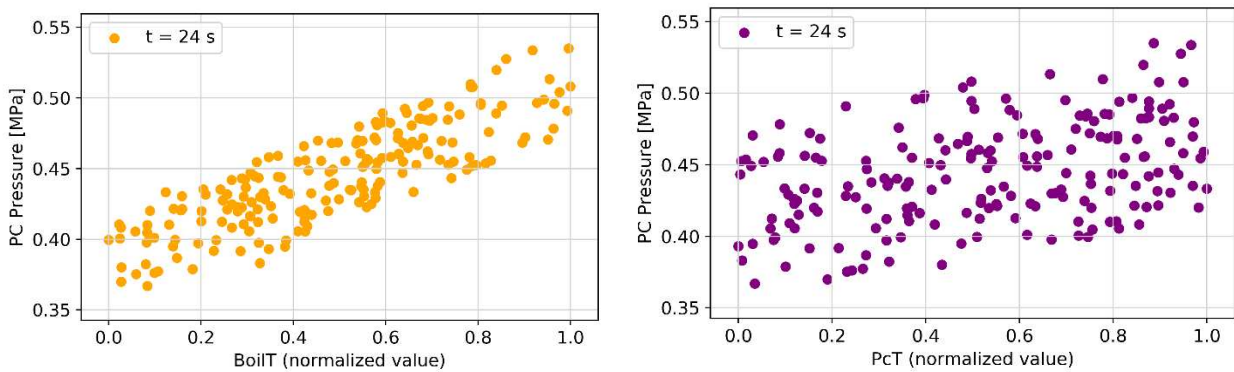 0.55
0.50
0.45
0.40
0.35
PC Pressure [MPa]
t = 24 s
0.0 0.2 0.4 0.6 0.8 1.0
BoilT (normalized value)
0.55
0.50
0.45
0.40
0.35
PC Pressure [MPa]
t = 24 s
0.0 0.2 0.4 0.6 0.8 1.0
PcT (normalized value)